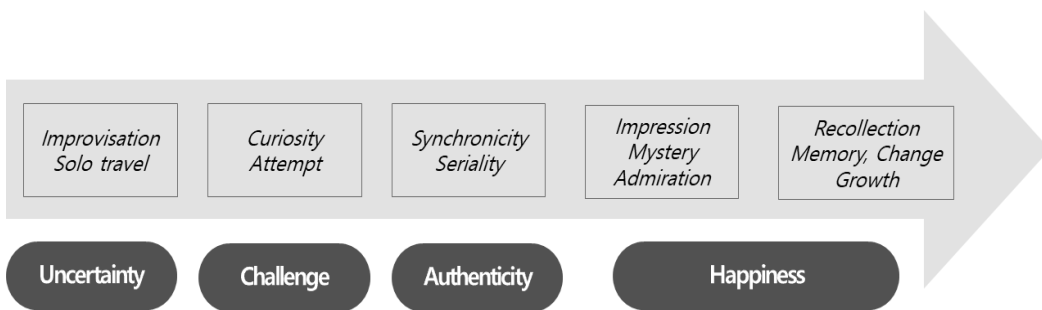 Improvisation
Solo travel
Curiosity
Attempt
Synchronicity
Seriality
Impression
Mystery
Admiration
Recollection
Memory, Change
Growth
Uncertainty
Challenge
Authenticity
Happiness